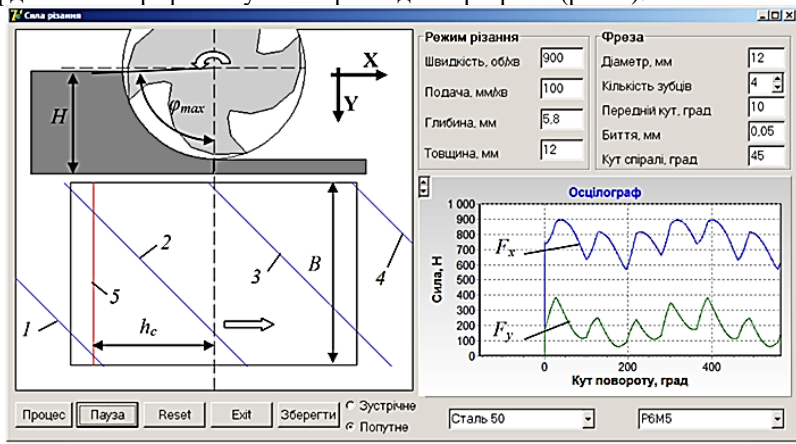 Сила різання
H
φmax
X
Y
1
2
3
4
5
B
hc
Режим різання
Швидкість, об/хв 900
Подача, мм/хв 100
Глибина, мм 5,8
Товщина, мм 12
Фреза
Діаметр, мм 12
Кількість зубців 4
Передній кут, град 10
Биття, мм 0,05
Кут спіралі, град 45
Осцілограф
Сила, Н
1 000
900
800
700
600
500
400
300
200
100
0
Fx
Fy
0 200 400
Кут повороту, град
Процес Пауза Reset Exit Зберегти
Зустрічне
Попутне
Сталь 50
Р6М5